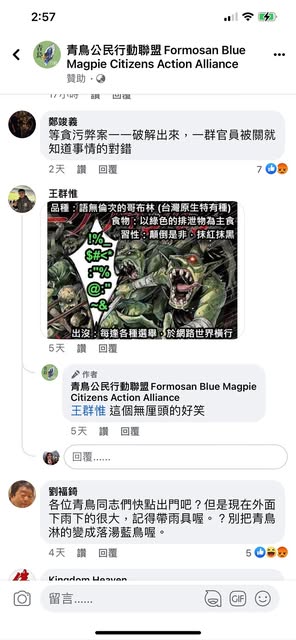 2:57
青鳥公民行動聯盟 Formosan Blue
Magpie Citizens Action Alliance
贊助·
17小時 讚 回覆
鄭竣義
等貪污弊案一一破解出來，一群官員被關就
知道事情的對錯
2天 讚 回覆 7
王群惟
品種：語無倫次的哥布林 (台灣原生特有種)
食物：以綠色的排泄物為主食
習性：顛倒是非，抹紅抹黑
!%_
$#<*
:"%
@:"
~&
出沒：每逢各種選舉，於網路世界橫行
5天 讚 回覆
作者
青鳥公民行動聯盟 Formosan Blue Magpie
Citizens Action Alliance
王群惟 這個無厘頭的好笑
5天 讚 回覆
回覆......
劉福錡
各位青鳥同志們快點出門吧？但是現在外面
下雨下的很大，記得帶雨具喔。？別把青鳥
淋的變成落湯藍鳥喔。
4天 讚 回覆 5
Kingdom Heaven
留言......
GIF